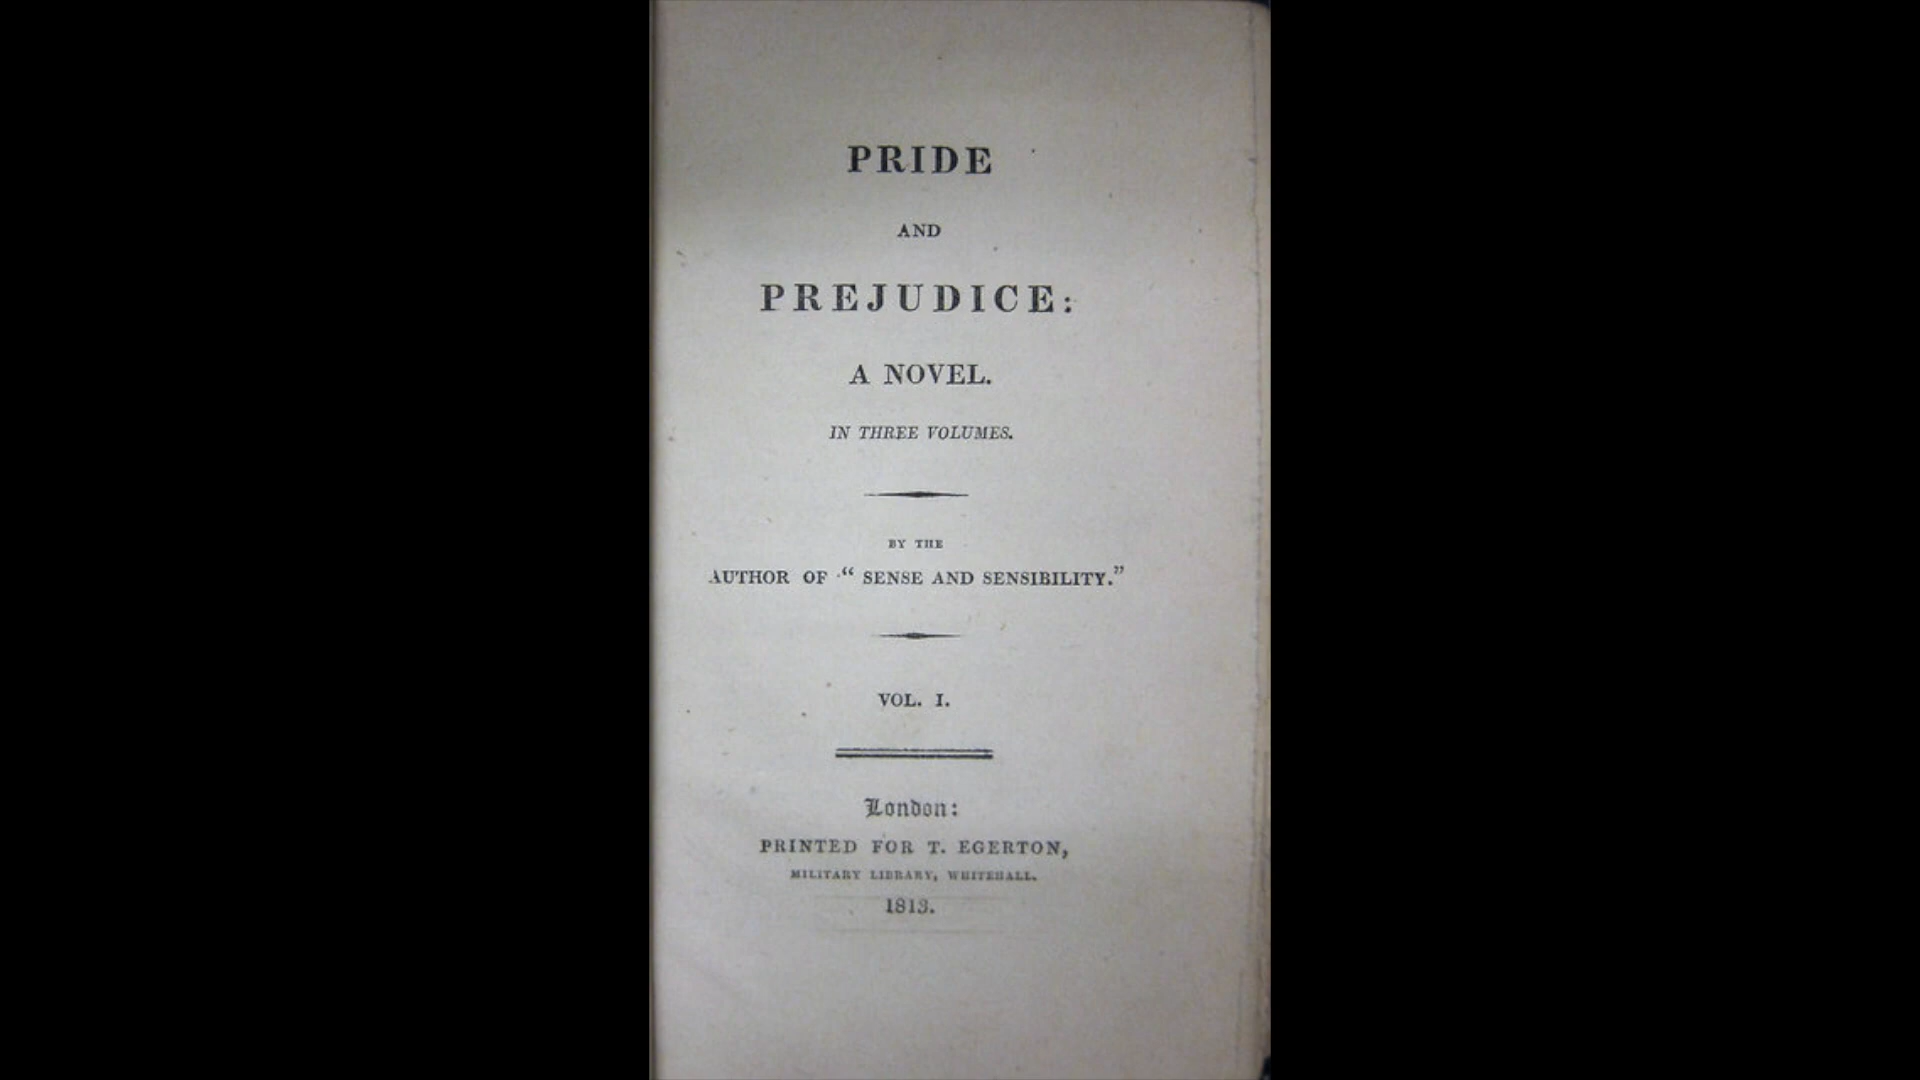 PRIDE
AND
PREJUDICE:
A NOVEL.
IN THREE VOLUMES.
BY THE
AUTHOR OF “ SENSE AND SENSIBILITY.”
VOL. I.
London:
PRINTED FOR T. EGERTON,
MILITARY LIBRARY, WHITEHALL.
1813.